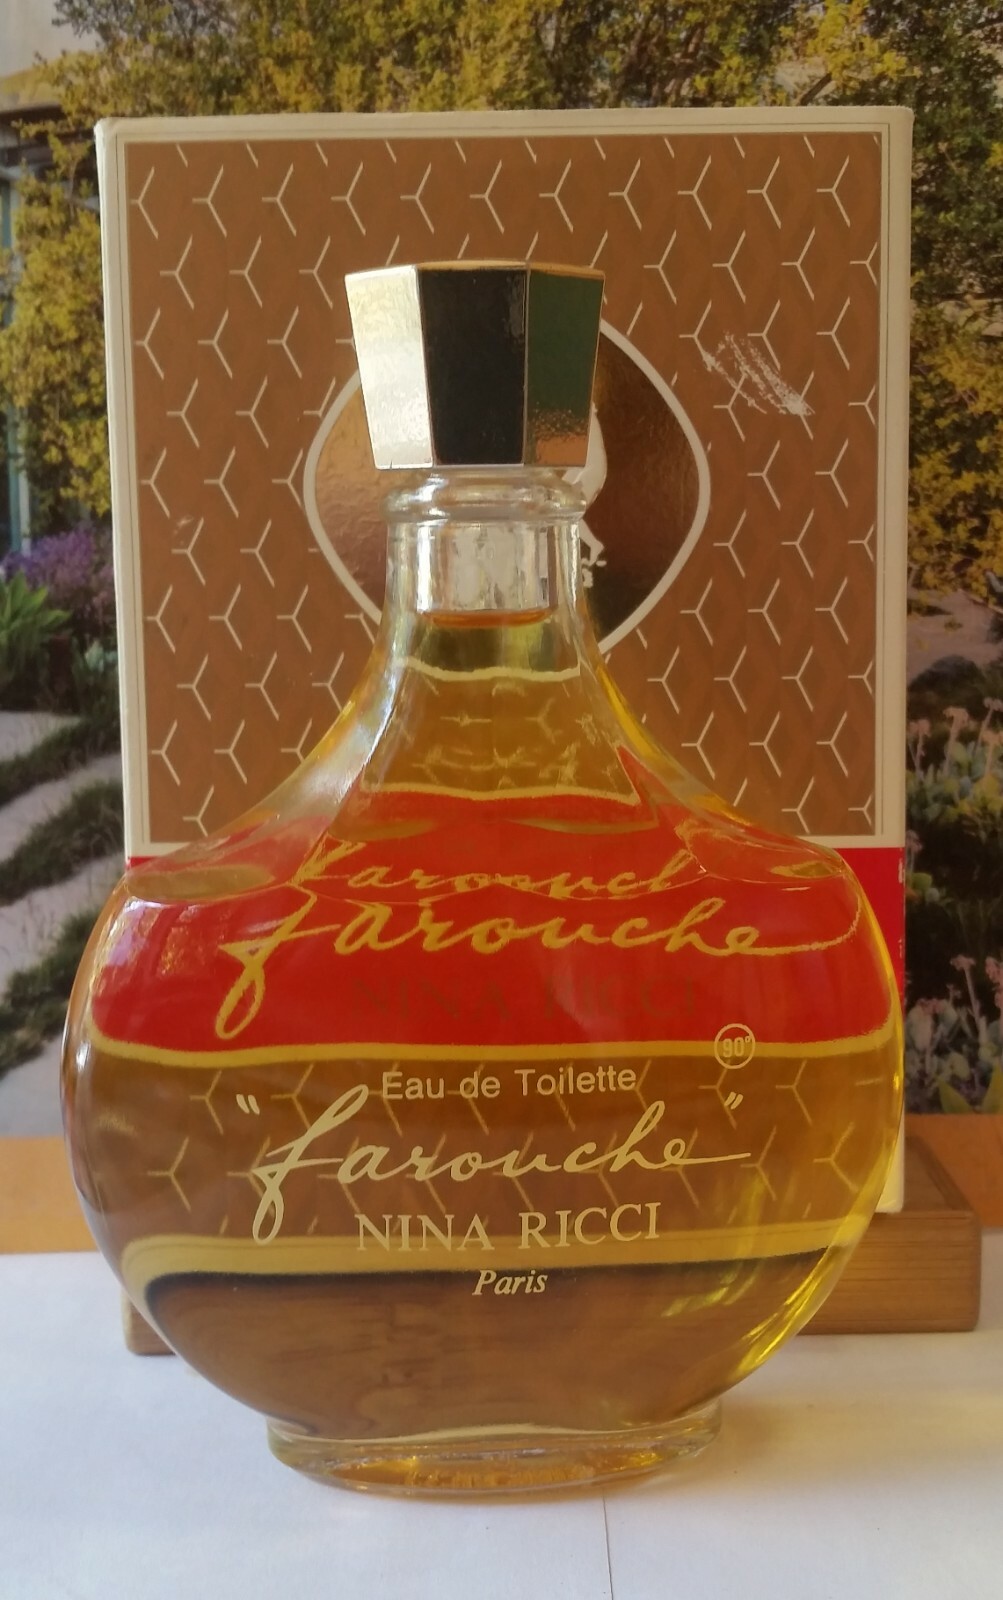 farouche
NINA RICCI
90°
Eau de Toilette
"farouche"
NINA RICCI
Paris